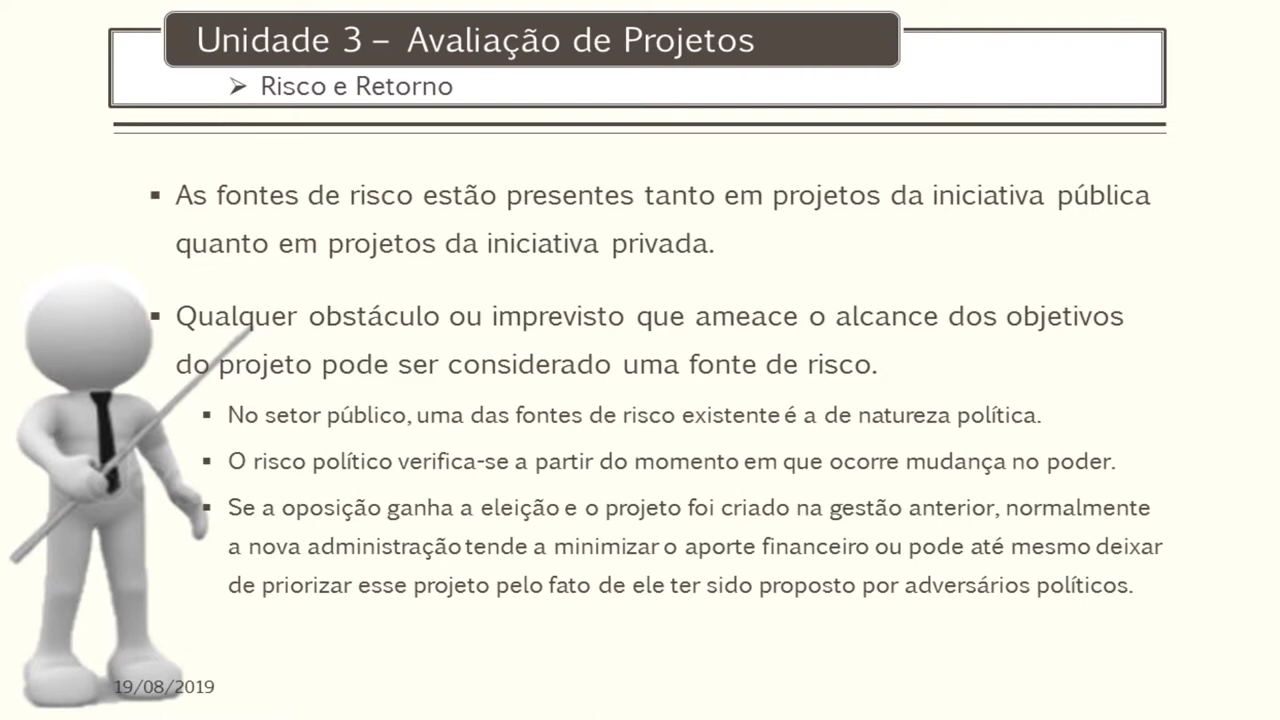 Unidade 3 – Avaliação de Projetos
➢ Risco e Retorno
▪ As fontes de risco estão presentes tanto em projetos da iniciativa pública
quanto em projetos da iniciativa privada.
▪ Qualquer obstáculo ou imprevisto que ameace o alcance dos objetivos
do projeto pode ser considerado uma fonte de risco.
▪ No setor público, uma das fontes de risco existente é a de natureza política.
▪ O risco político verifica-se a partir do momento em que ocorre mudança no poder.
▪ Se a oposição ganha a eleição e o projeto foi criado na gestão anterior, normalmente
a nova administração tende a minimizar o aporte financeiro ou pode até mesmo deixar
de priorizar esse projeto pelo fato de ele ter sido proposto por adversários políticos.
19/08/2019